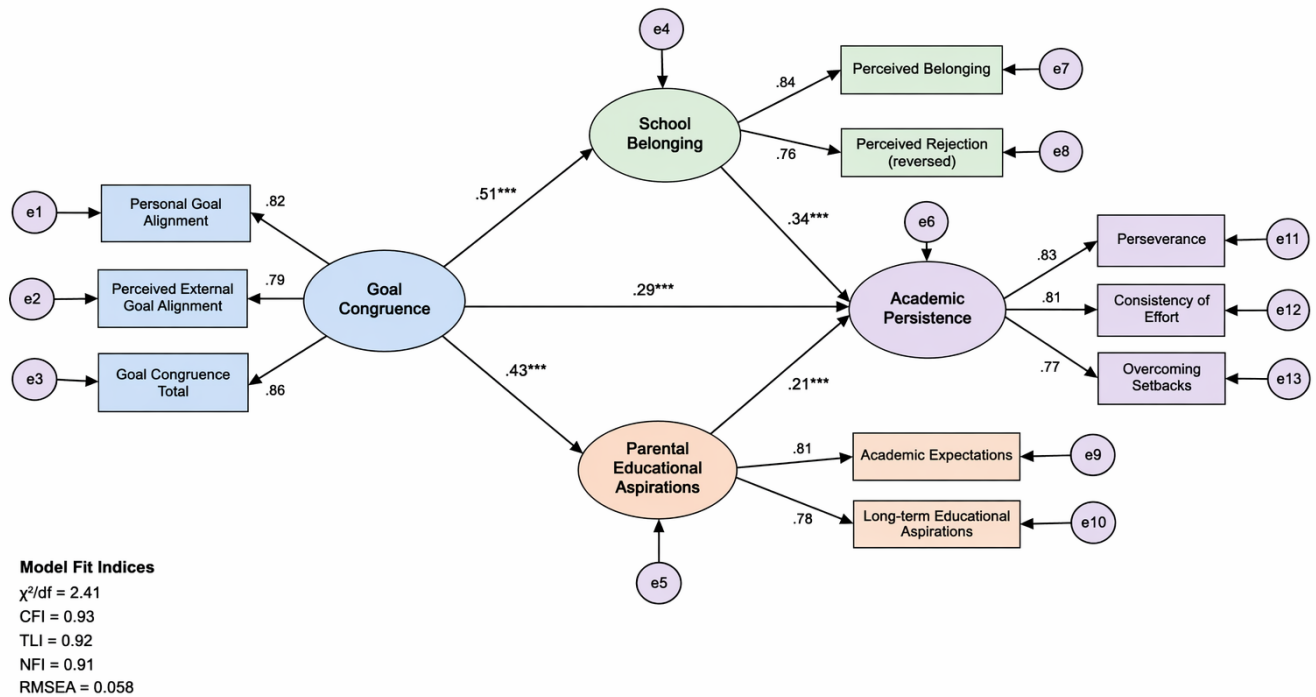 e4
Perceived Belonging
e7
.84
School
Belonging
.76
Perceived Rejection
(reversed)
e8
e1
Personal Goal
Alignment
.82
.51***
.34***
e6
Perseverance
e11
.83
e2
Perceived External
Goal Alignment
.79
Goal
Congruence
.29***
Academic
Persistence
.81
Consistency of
Effort
e12
e3
Goal Congruence
Total
.86
.43***
.21***
.77
Overcoming
Setbacks
e13
Parental
Educational
Aspirations
.81
Academic Expectations
e9
.78
Long-term Educational
Aspirations
e10
e5
Model Fit Indices
χ²/df = 2.41
CFI = 0.93
TLI = 0.92
NFI = 0.91
RMSEA = 0.058